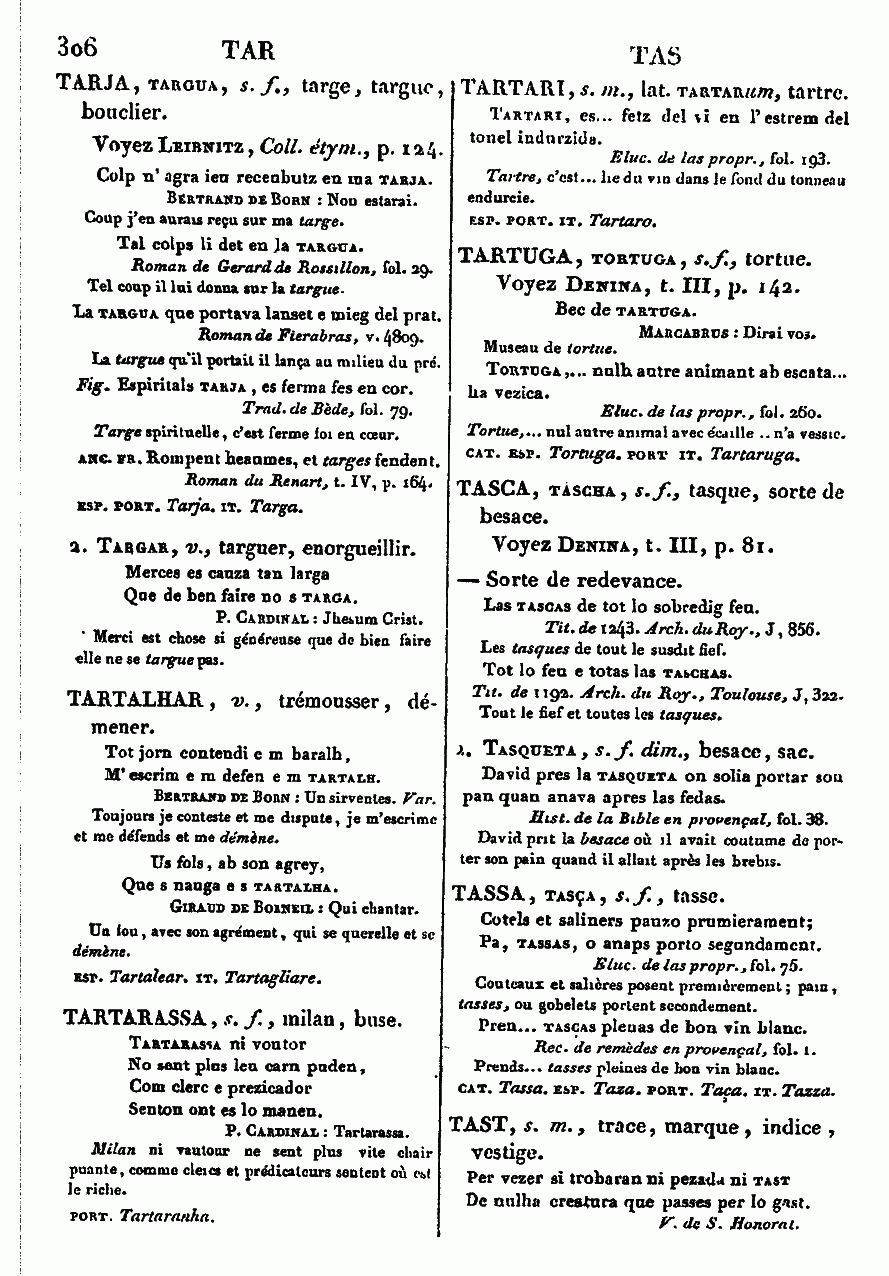 306
TAR
TAS
TARJA, TARGUA, s. f., targe, targue,
bouclier.
Voyez LEIBNITZ, Coll. étym., p. 124.
Colp n' agra ieu receubutz en ma TARJA.
BERTRAND DE BORN : Non estarai.
Coup j'en aurais reçu sur ma targe.
Tal colps li det en la TARGUA.
Roman de Gerard de Rossillon, fol. 29.
Tel coup il lui donna sur la targue.
La TARGUA que portava lanset e mieg del prat.
Roman de Fierabras, v. 4809.
La targue qu'il portait il lança au milieu du pré.
Fig. Espiritals TARJA, es ferma fes en cor.
Trad. de Bède, fol. 79.
Targe spirituelle, c'est ferme foi en cœur.
ANC. FR. Rompent heaumes, et targes fendent.
Roman du Renart, t. IV, p. 164.
ESP. PORT. Tarja. IT. Targa.
2. TARGAR, v., targuer, enorgueillir.
Merces es cauza tan larga
Que de ben faire no s TARGA.
P. CARDINAL : Jhesum Crist.
Merci est chose si généreuse que de bien faire
elle ne se targue pas.
TARTALHAR, v., trémousser, dé-
mener.
Tot jorn contendi e m baralh,
M' escrim e m defen e m TARTALH.
BERTRAND DE BORN : Un sirventes. Var.
Toujours je conteste et me dispute, je m'escrime
et me défends et me démène.
Us fols, ab son agrey,
Que s nauga e s TARTALHA.
GIRAUD DE BORNEIL : Qui chantar.
Un fou, avec son agrément, qui se querelle et se
démène.
ESP. Tartalear. IT. Tartagliare.
TARTARASSA, s. f., milan, buse.
TARTARASSA ni voutor
No sent plus leu carn puden,
Com clerc e prezicador
Senton ont es lo manen.
P. CARDINAL : Tartarassa.
Milan ni vautour ne sent plus vite chair
puante, comme clercs et prédicateurs sentent où est
le riche.
PORT. Tartaranha.
TARTARI, s. m., lat. TARTARum, tartre.
TARTARI, es... fetz del vi en l' estrem del
tonel indurzida.
Eluc. de las propr., fol. 193.
Tartre, c'est... lie du vin dans le fond du tonneau
endurcie.
ESP. PORT. IT. Tartaro.
TARTUGA, TORTUGA, s. f., tortue.
Voyez DENINA, t. III, p. 142.
Bec de TARTUGA.
MARCABRUS : Dirai vos.
Museau de tortue.
TORTUGA,... nulh autre animant ab escata...
ha vezica.
Eluc. de las propr., fol. 260.
Tortue,... nul autre animal avec écaille .. n'a vessie.
CAT. ESP. Tortuga. PORT IT. Tartaruga.
TASCA, TASCHA, s. f., tasque, sorte de
besace.
Voyez DENINA, t. III, p. 81.
— Sorte de redevance.
Las TASCAS de tot lo sobredig feu.
Tit. de 1243. Arch. du Roy., J, 856.
Les tasques de tout le susdit fief.
Tot lo feu e totas las TASCHAS.
Tit. de 1192. Arch. du Roy., Toulouse, J, 322.
Tout le fief et toutes les tasques.
2. TASQUETA, s. f. dim., besace, sac.
David pres la TASQUETA on solia portar sou
pan quan anava apres las fedas.
Hist. de la Bible en provençal, fol. 38.
David prit la besace où il avait coutume de por-
ter son pain quand il allait après les brebis.
TASSA, TASÇA, s. f., tasse.
Cotels et saliners pauzo prumierament;
Pa, TASSAS, o anaps porto segundament.
Eluc. de las propr., fol. 76.
Couteaux et salières posent premièrement; pain,
tasses, ou gobelets portent secondement.
Pren... TASÇAS plenas de bon vin blanc.
Rec. de remèdes en provençal, fol. 1.
Prends... tasses pleines de bon vin blanc.
CAT. Tassa. ESP. Taza. PORT. Taça. IT. Tazza.
TAST, s. m., trace, marque, indice,
vestige.
Per vezer si trobaran ni pezada ni TAST
De nulha creatura que passes per lo gast.
V. de S. Honorat.